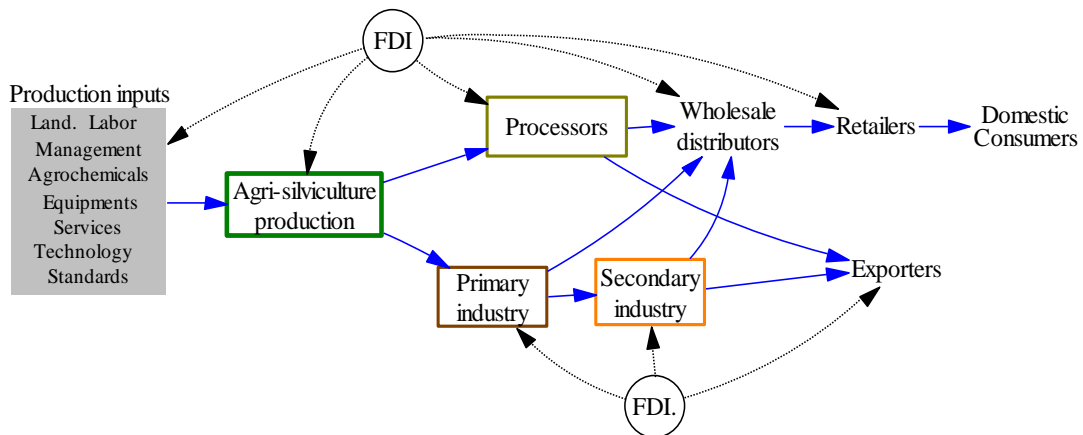 FDI
Production inputs
Land. Labor
Management
Agrochemicals
Equipments
Services
Technology
Standards
Agri-silviculture
production
Processors
Wholesale
distributors
Retailers
Domestic
Consumers
Primary
industry
Secondary
industry
Exporters
FDI.